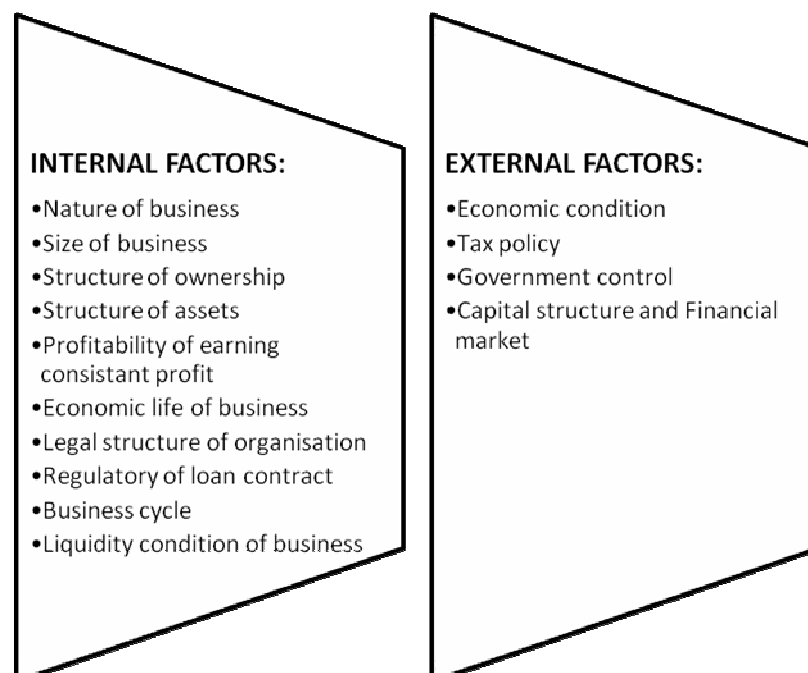 INTERNAL FACTORS:
•Nature of business
•Size of business
•Structure of ownership
•Structure of assets
•Profitability of earning
consistant profit
•Economic life of business
•Legal structure of organisation
•Regulatory of loan contract
•Business cycle
•Liquidity condition of business
EXTERNAL FACTORS:
•Economic condition
•Tax policy
•Government control
•Capital structure and Financial
market